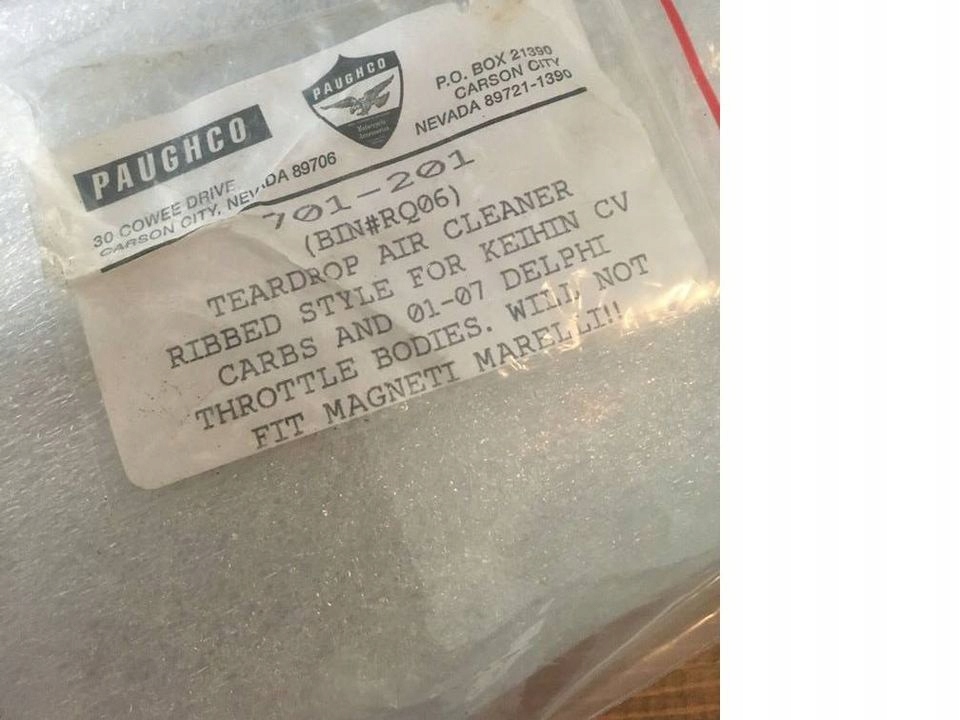 PAUGHCO
PAUGHCO
P.O. BOX 21390
CARSON CITY
NEVADA 89721-1390
30 COWEE DRIVE
CARSON CITY, NEVADA 89706
701-201
(BIN#RQ06)
TEARDROP AIR CLEANER
RIBBED STYLE FOR KEIHIN CV
CARBS AND 01-07 DELPHI
THROTTLE BODIES. WILL NOT
FIT MAGNETI MARELLI!!